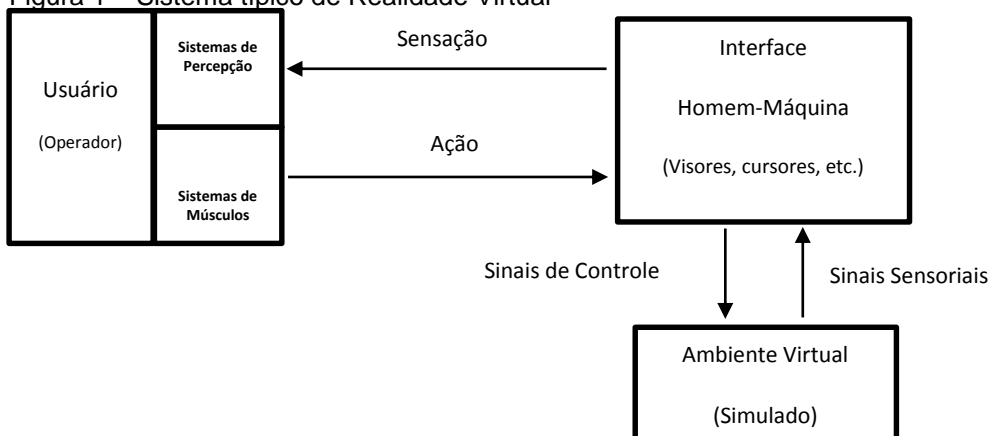 Figura 1 – Sistema típico de Realidade Virtual
Usuário
(Operador)
Sistemas de
Percepção
Sistemas de
Músculos
Sensação
Ação
Interface
Homem-Máquina
(Visores, cursores, etc.)
Sinais de Controle
Sinais Sensoriais
Ambiente Virtual
(Simulado)